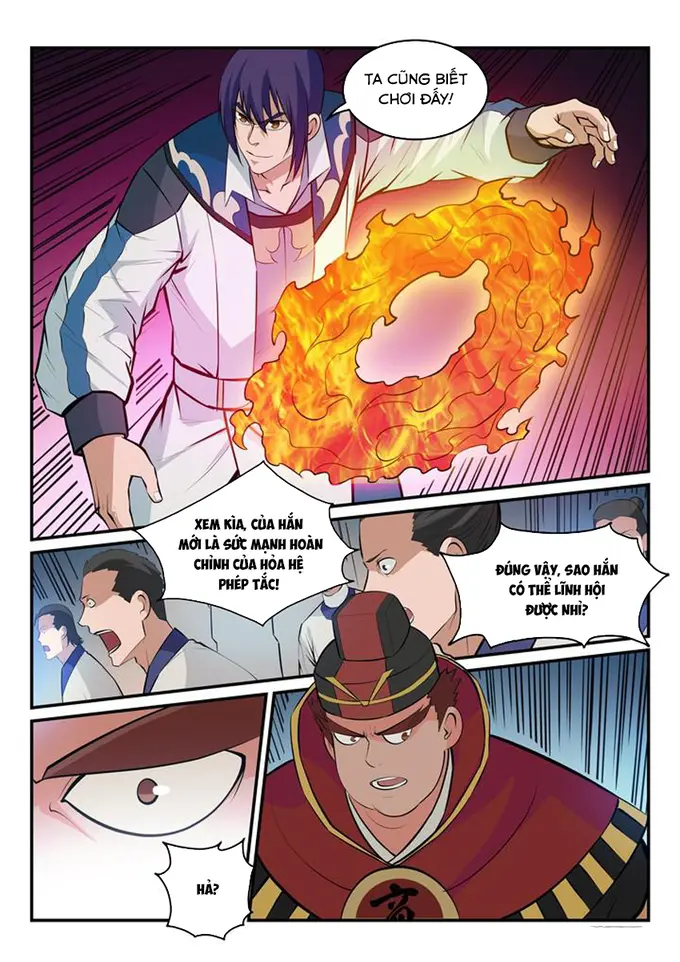 TA CŨNG BIẾT
CHƠI ĐẤY!
XEM KÌA, CỦA HẮN
MỚI LÀ SỨC MẠNH HOÀN
CHỈNH CỦA HỎA HỆ
PHÉP TẮC!
ĐÚNG VẬY, SAO HẮN
CÓ THỂ LĨNH HỘI
ĐƯỢC NHỈ?
HẢ?